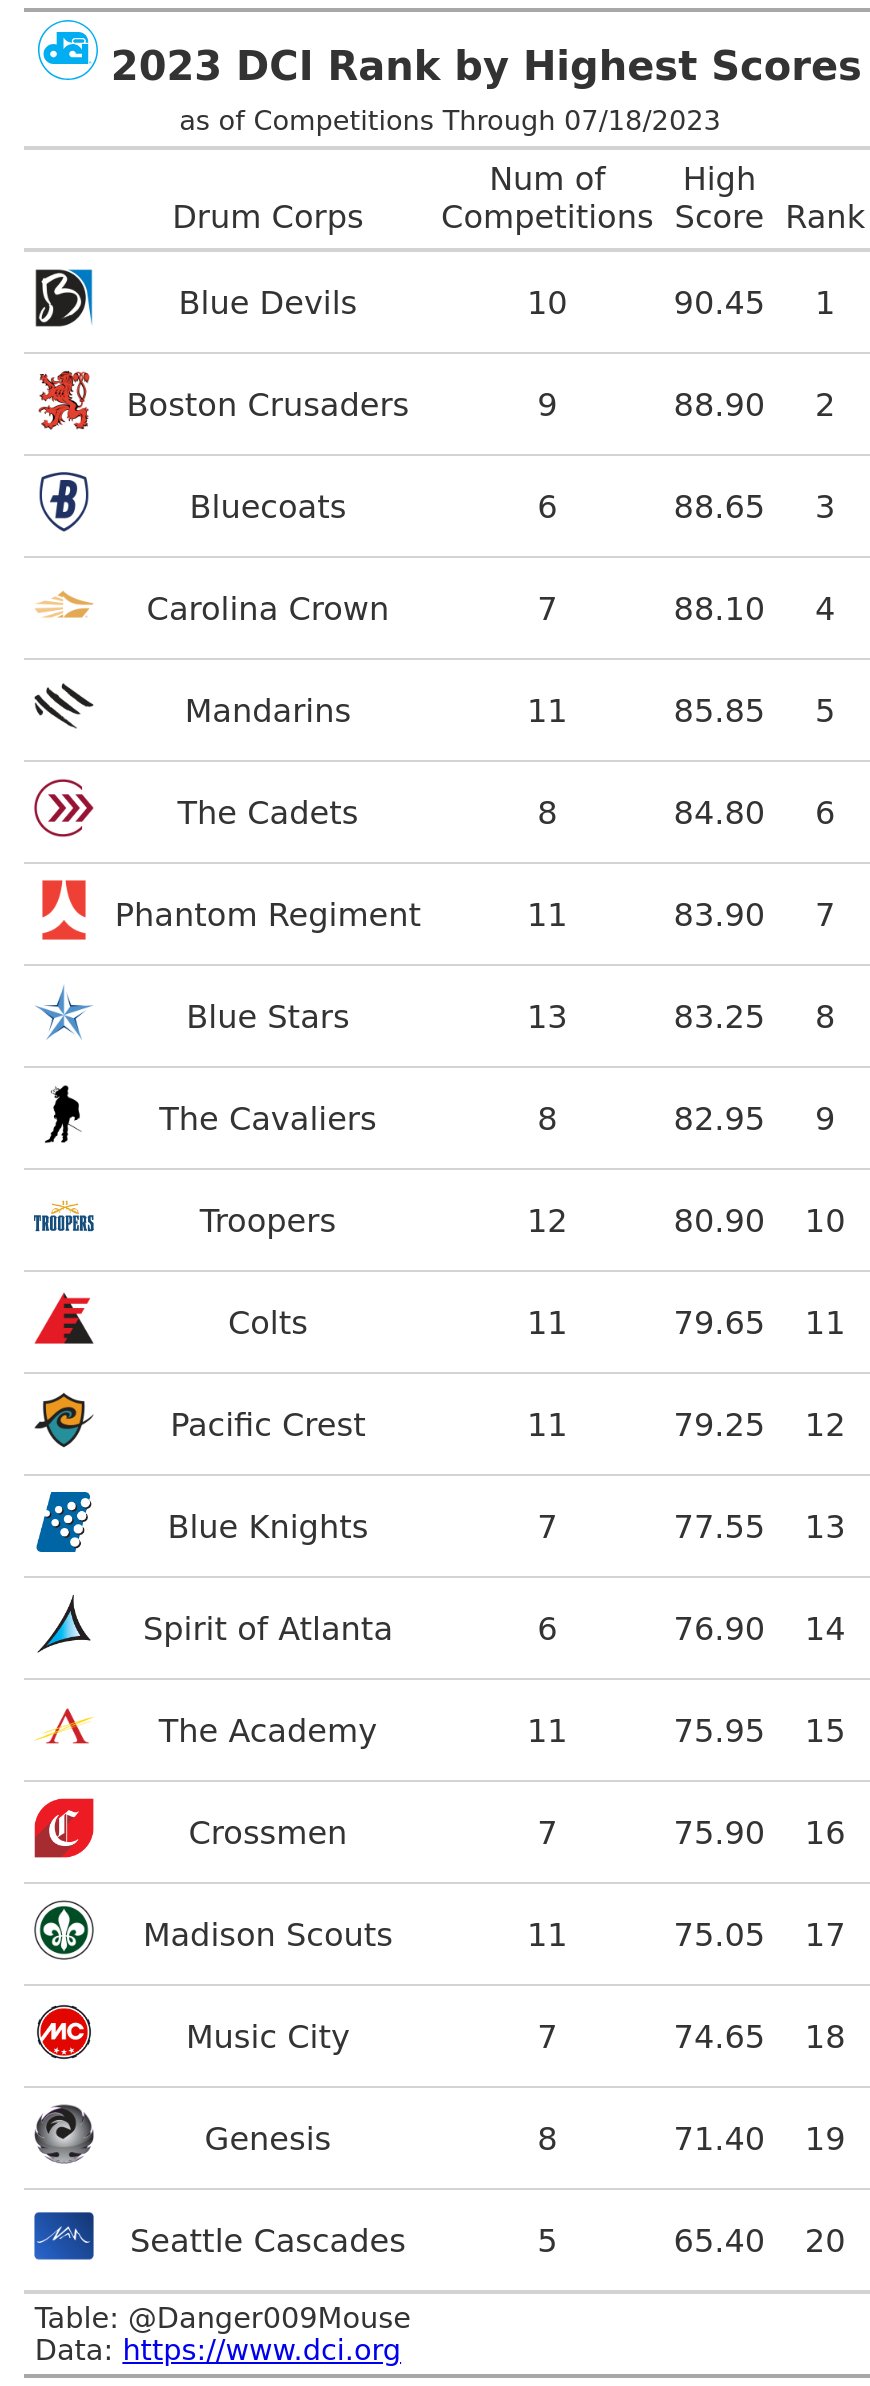 dci 2023 DCI Rank by Highest Scores
as of Competitions Through 07/18/2023
Drum Corps Num of Competitions High Score Rank
Blue Devils 10 90.45 1
Boston Crusaders 9 88.90 2
Bluecoats 6 88.65 3
Carolina Crown 7 88.10 4
Mandarins 11 85.85 5
The Cadets 8 84.80 6
Phantom Regiment 11 83.90 7
Blue Stars 13 83.25 8
The Cavaliers 8 82.95 9
TROOPERS Troopers 12 80.90 10
Colts 11 79.65 11
Pacific Crest 11 79.25 12
Blue Knights 7 77.55 13
Spirit of Atlanta 6 76.90 14
The Academy 11 75.95 15
C Crossmen 7 75.90 16
Madison Scouts 11 75.05 17
MC Music City 7 74.65 18
Genesis 8 71.40 19
Seattle Cascades 5 65.40 20
Table: @Danger009Mouse
Data: https://www.dci.org